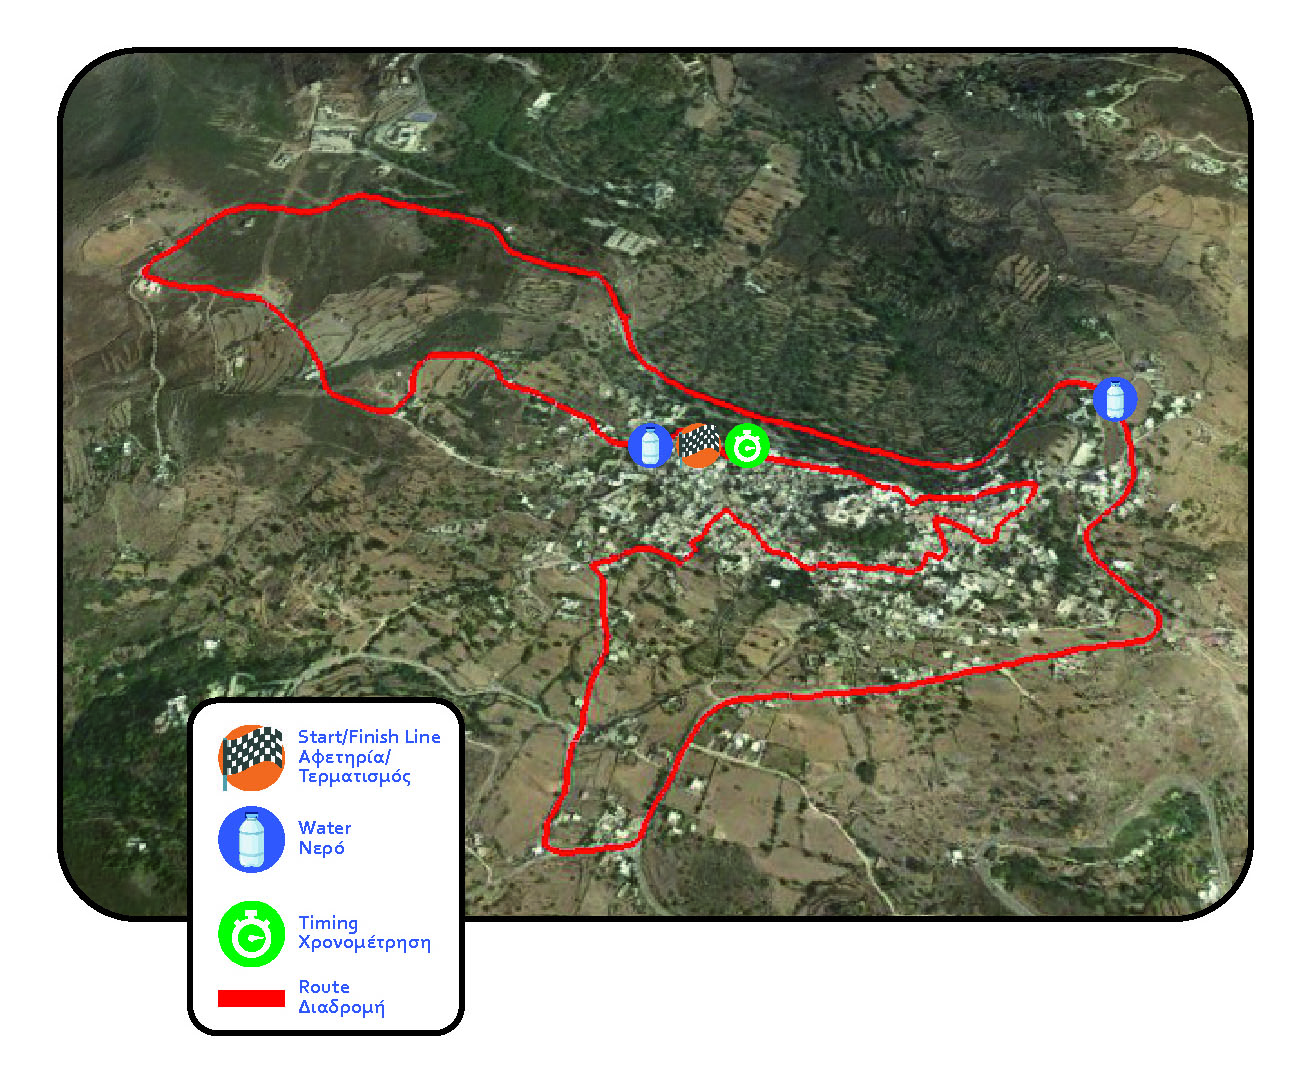 Start/Finish Line
Αφετηρία/
Τερματισμός
Water
Νερό
Timing
Χρονομέτρηση
Route
Διαδρομή